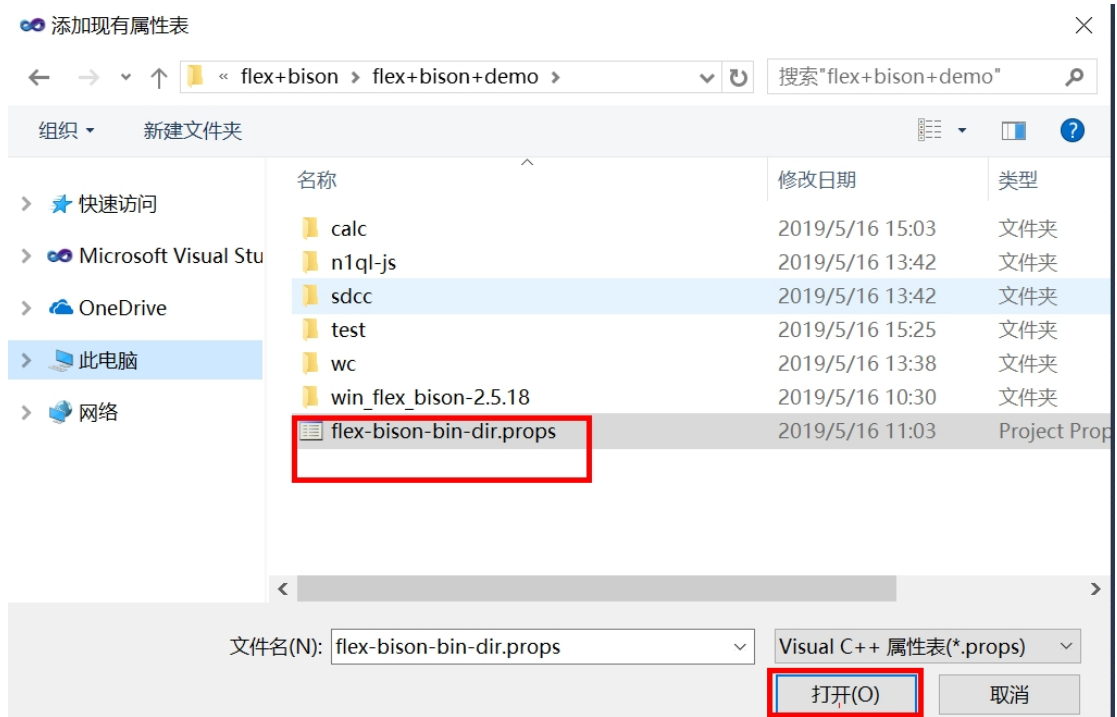 添加现有属性表
« flex+bison > flex+bison+demo >
搜索"flex+bison+demo"
组织
新建文件夹
名称 修改日期 类型
快速访问
Microsoft Visual Stu
OneDrive
此电脑
网络
calc 2019/5/16 15:03 文件夹
n1ql-js 2019/5/16 13:42 文件夹
sdcc 2019/5/16 13:42 文件夹
test 2019/5/16 15:25 文件夹
wc 2019/5/16 13:38 文件夹
win_flex_bison-2.5.18 2019/5/16 10:30 文件夹
flex-bison-bin-dir.props 2019/5/16 11:03 Project Prop
文件名(N): flex-bison-bin-dir.props Visual C++ 属性表(*.props)
打开(O) 取消